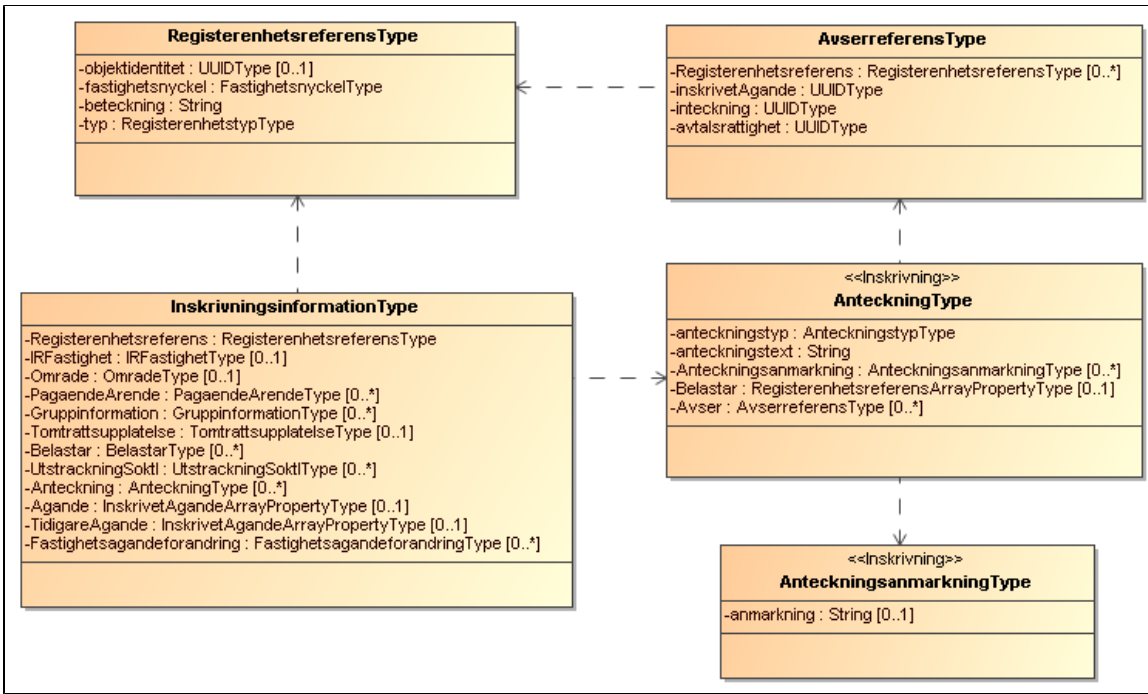 RegisterenhetsreferensType
-objektidentitet : UUIDType [0..1]
-fastighetsnyckel : FastighetsnyckelType
-beteckning : String
-typ : RegisterenhetstypType
AvserreferensType
-Registerenhetsreferens : RegisterenhetsreferensType [0..*]
-inskrivetAgande : UUIDType
-inteckning : UUIDType
-avtalsrattighet : UUIDType
InskrivningsinformationType
-Registerenhetsreferens : RegisterenhetsreferensType
-IRFastighet : IRFastighetType [0..1]
-Omrade : OmradeType [0..1]
-PagaendeArende : PagaendeArendeType [0..*]
-Gruppinformation : GruppinformationType [0..*]
-Tomtrattsupplatelse : TomtrattsupplatelseType [0..1]
-Belastar : BelastarType [0..*]
-UtstrackningSoktI : UtstrackningSoktIType [0..*]
-Anteckning : AnteckningType [0..*]
-Agande : InskrivetAgandeArrayPropertyType [0..1]
-TidigareAgande : InskrivetAgandeArrayPropertyType [0..1]
-Fastighetsagandeforandring : FastighetsagandeforandringType [0..*]
<<Inskrivning>>
AnteckningType
-anteckningstyp : AnteckningstypType
-anteckningstext : String
-Anteckningsanmarkning : AnteckningsanmarkningType [0..*]
-Belastar : RegisterenhetsreferensArrayPropertyType [0..1]
-Avser : AvserreferensType [0..*]
<<Inskrivning>>
AnteckningsanmarkningType
-anmarkning : String [0..1]